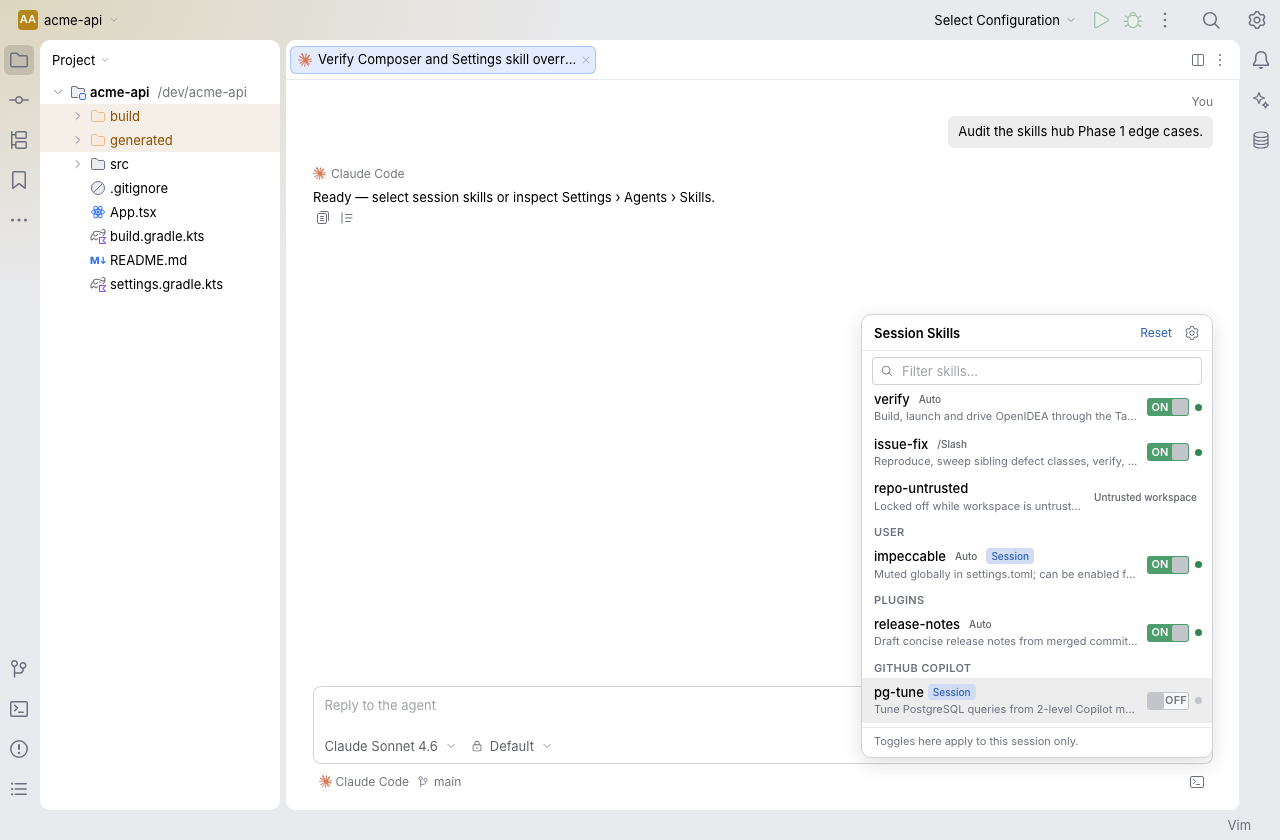 AA acme-api
Select Configuration
Project
Verify Composer and Settings skill overr...
acme-api /dev/acme-api
build
generated
src
.gitignore
App.tsx
build.gradle.kts
M↓ README.md
settings.gradle.kts
You
Audit the skills hub Phase 1 edge cases.
Claude Code
Ready — select session skills or inspect Settings › Agents › Skills.
Session Skills Reset
Filter skills...
verify Auto
Build, launch and drive OpenIDEA through the Ta...
ON
issue-fix /Slash
Reproduce, sweep sibling defect classes, verify, ...
ON
repo-untrusted
Locked off while workspace is untrust...
Untrusted workspace
USER
impeccable Auto Session
Muted globally in settings.toml; can be enabled f...
ON
PLUGINS
release-notes Auto
Draft concise release notes from merged commit...
ON
GITHUB COPILOT
pg-tune Session
Tune PostgreSQL queries from 2-level Copilot m...
OFF
Toggles here apply to this session only.
Reply to the agent
Claude Sonnet 4.6 Default
Claude Code main
Vim